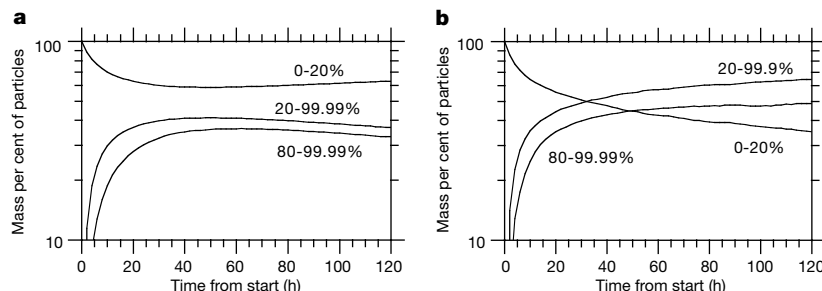 a
100
10
Mass per cent of particles
0-20%
20-99.99%
80-99.99%
0 20 40 60 80 100 120
Time from start (h)
b
100
10
Mass per cent of particles
20-99.9%
80-99.99%
0-20%
0 20 40 60 80 100 120
Time from start (h)